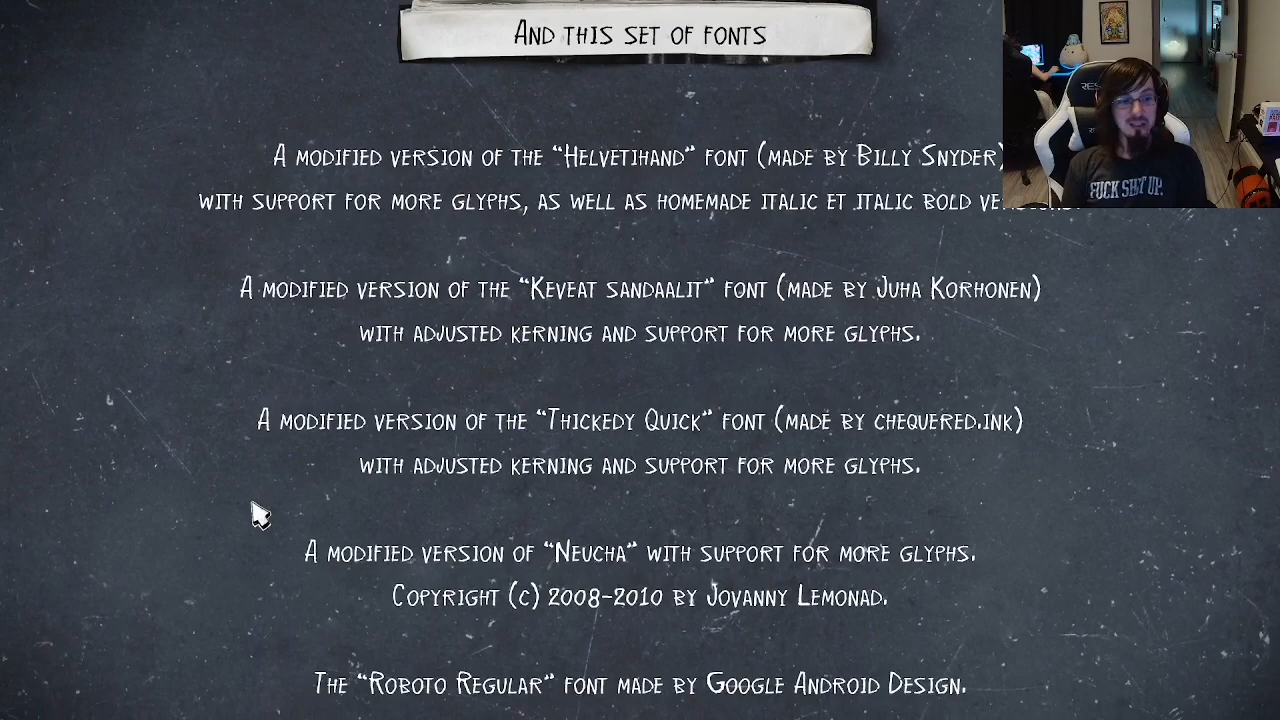 And this set of fonts
A modified version of the "Helvetihand" font (made by Billy Snyder)
with support for more glyphs, as well as homemade italic et italic bold
A modified version of the "Keveat sandaalit" font (made by Juha Korhonen)
with adjusted kerning and support for more glyphs.
A modified version of the "Thickedy Quick" font (made by chequered.ink)
with adjusted kerning and support for more glyphs.
A modified version of "Neucha" with support for more glyphs.
Copyright (c) 2008-2010 by Jovanny Lemonad.
The "Roboto Regular" font made by Google Android Design.